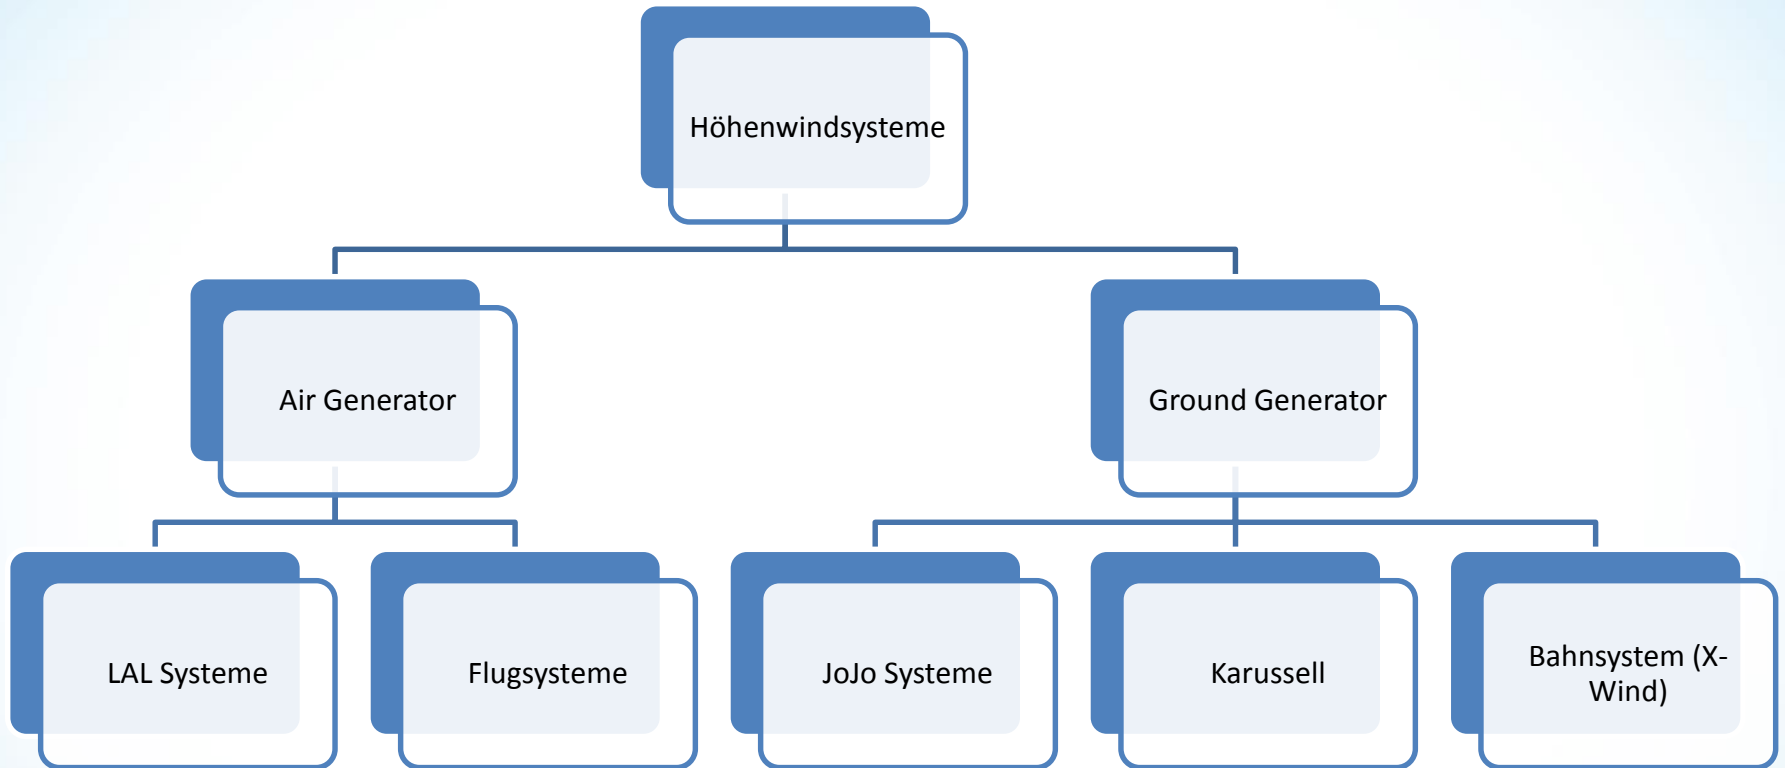 Höhenwindsysteme
Air Generator
Ground Generator
LAL Systeme
Flugsysteme
JoJo Systeme
Karussell
Bahnsystem (X-
Wind)